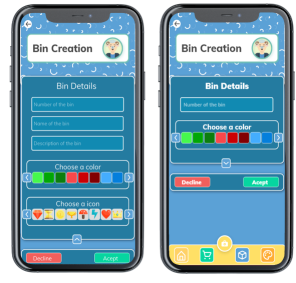 Bin Creation
Bin Details
Number of the bin
Name of the bin
Description of the bin
Choose a color
Choose a icon
Decline
Acept
Bin Creation
Bin Details
Number of the bin
Choose a color
Decline
Acept